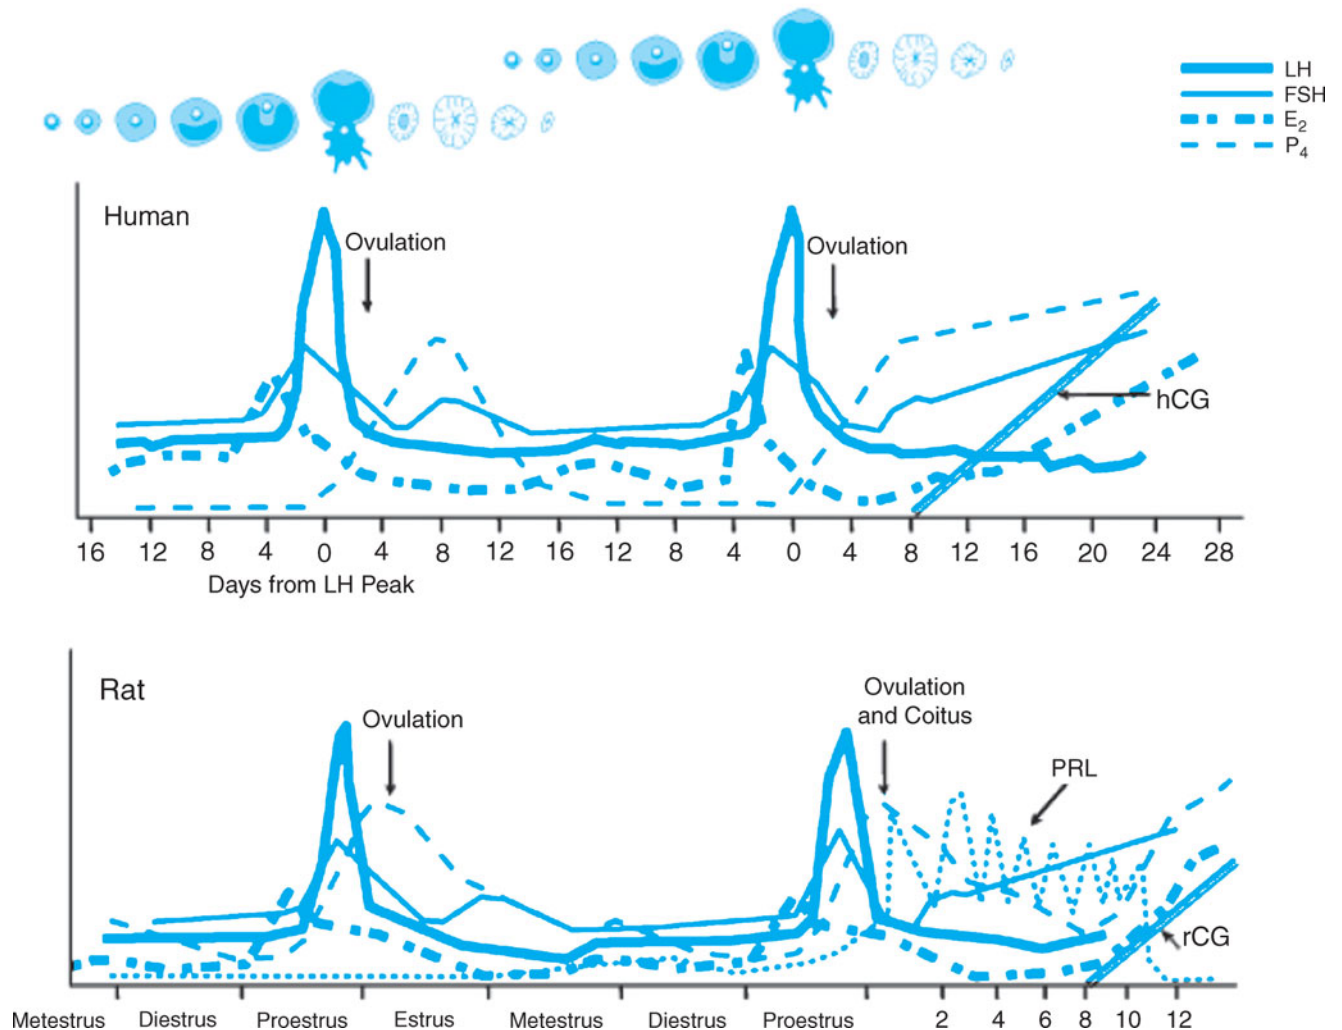 LH
FSH
E₂
P₄
Human
Ovulation
Ovulation
hCG
16 12 8 4 0 4 8 12 16 12 8 4 0 4 8 12 16 20 24 28
Days from LH Peak
Rat
Ovulation
Ovulation
and Coitus
PRL
rCG
Metestrus Diestrus Proestrus Estrus Metestrus Diestrus Proestrus 2 4 6 8 10 12